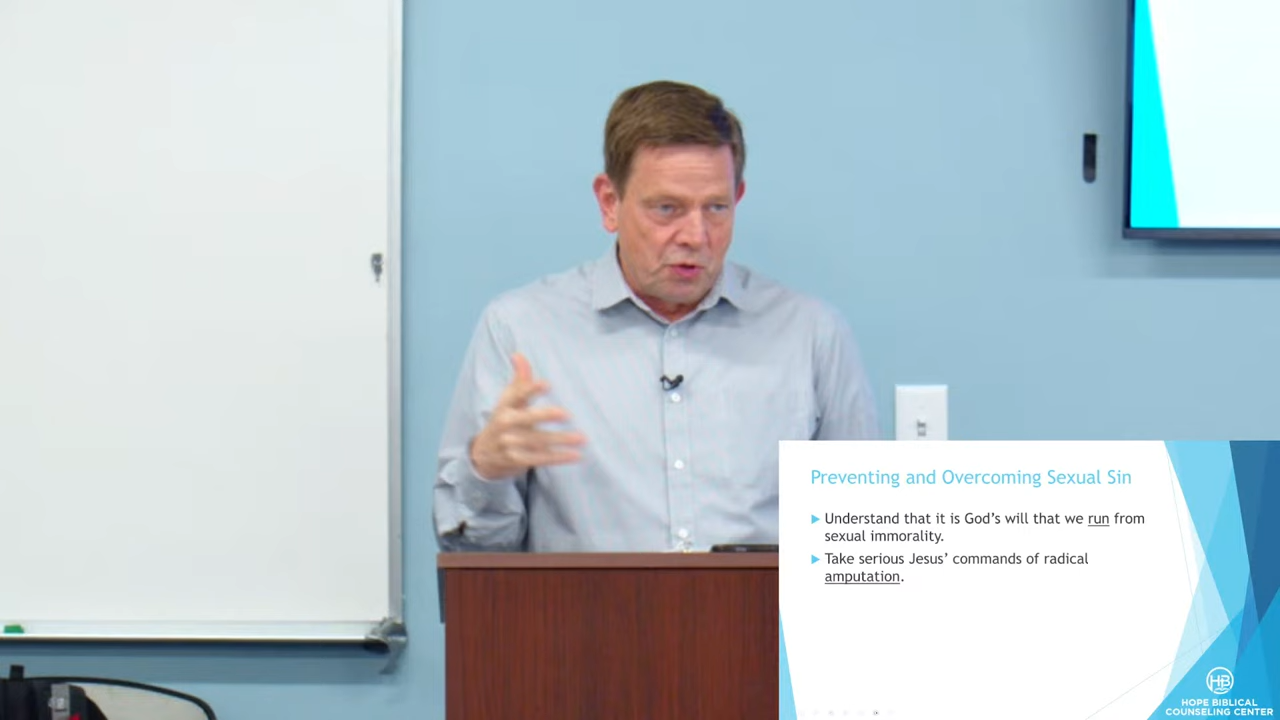 Preventing and Overcoming Sexual Sin
Understand that it is God's will that we run from
sexual immorality.
Take serious Jesus' commands of radical
amputation.
HB
HOPE BIBLICAL
COUNSELING CENTER